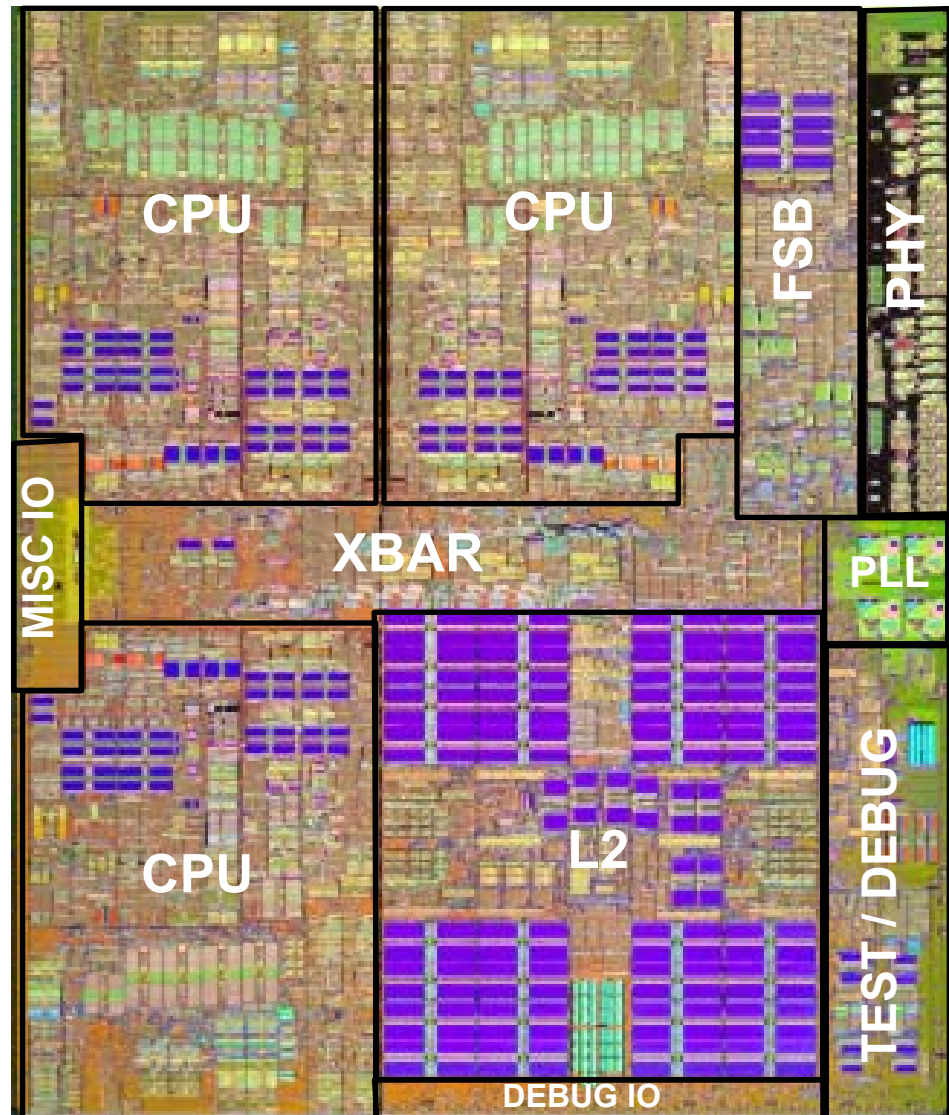 CPU
CPU
FSB
PHY
MISC IO
XBAR
PLL
CPU
L2
TEST / DEBUG
DEBUG IO